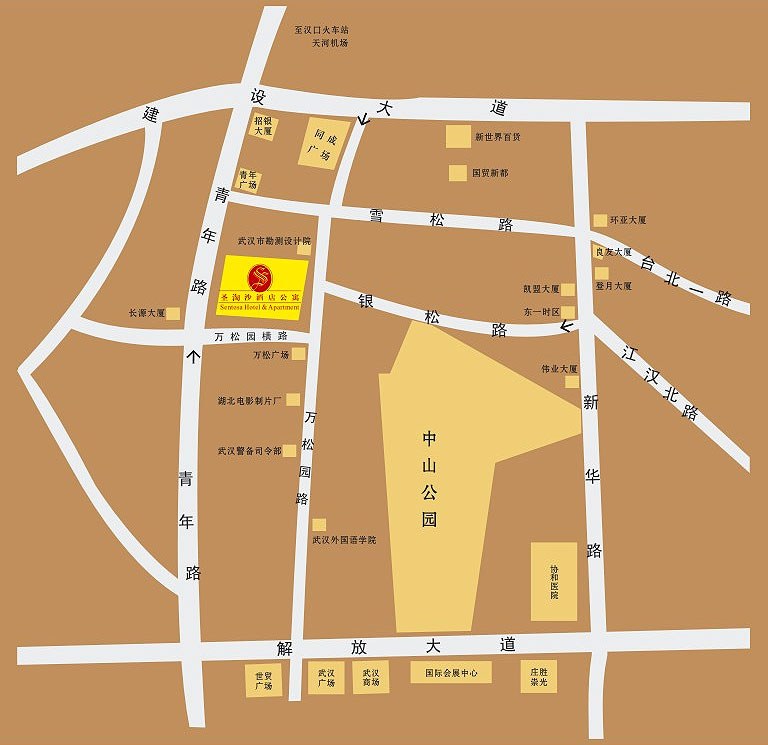 至汉口火车站
天河机场
建设大道
招银
大厦
同成
广场
新世界百货
国贸新都
青年
广场
青年路
雪松路
环亚大厦
武汉市勘测设计院
良友大厦
台北一路
登月大厦
圣淘沙酒店公寓
Sentosa Hotel & Apartment
凯盟大厦
长源大厦
银松路
东一时区
万松园横路
江汉北路
万松广场
伟业大厦
湖北电影制片厂
新华路
万松园路
中山公园
武汉警备司令部
青年路
武汉外国语学院
协和医院
解放大道
世贸
广场
武汉
广场
武汉
商场
国际会展中心
庄胜
崇光